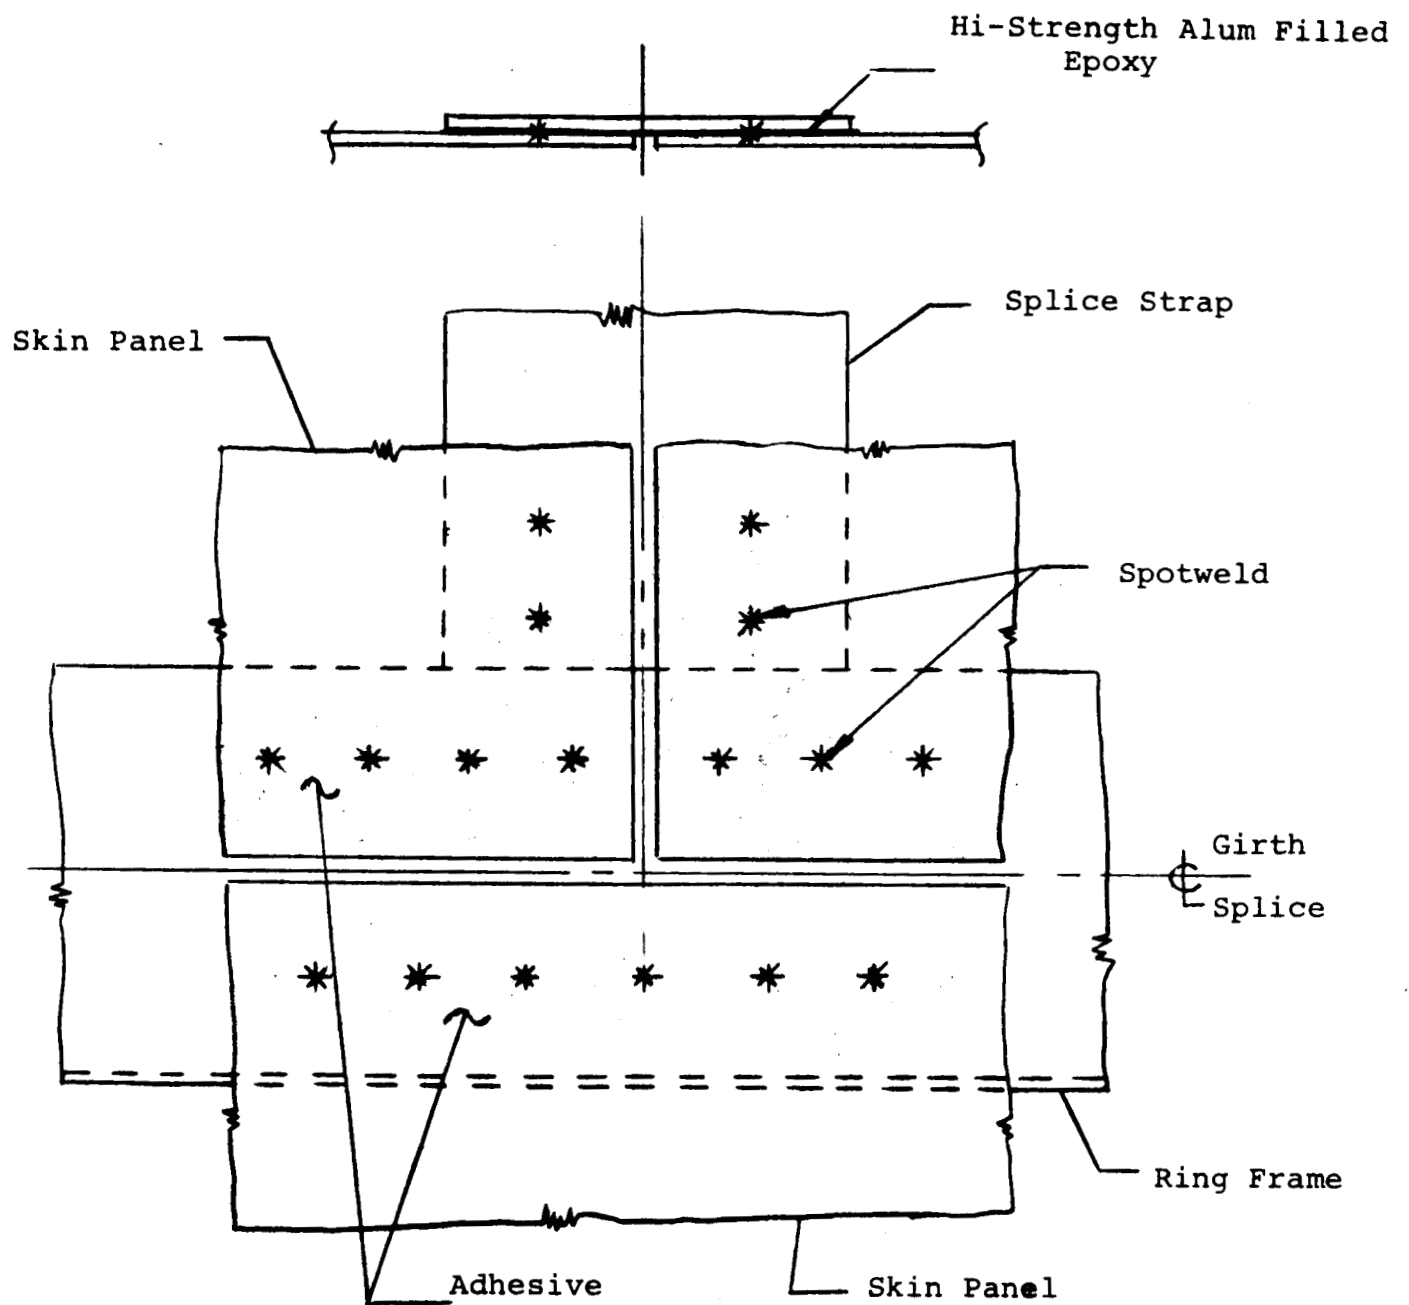 Hi-Strength Alum Filled
Epoxy
Splice Strap
Skin Panel
Spotweld
Girth
Splice
Ring Frame
Adhesive
Skin Panel